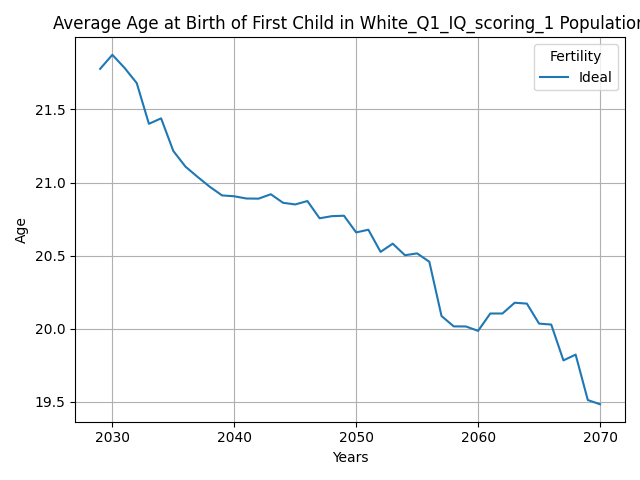 Average Age at Birth of First Child in White_Q1_IQ_scoring_1 Population
Fertility
Ideal
21.5
21.0
20.5
20.0
19.5
Age
2030 2040 2050 2060 2070
Years